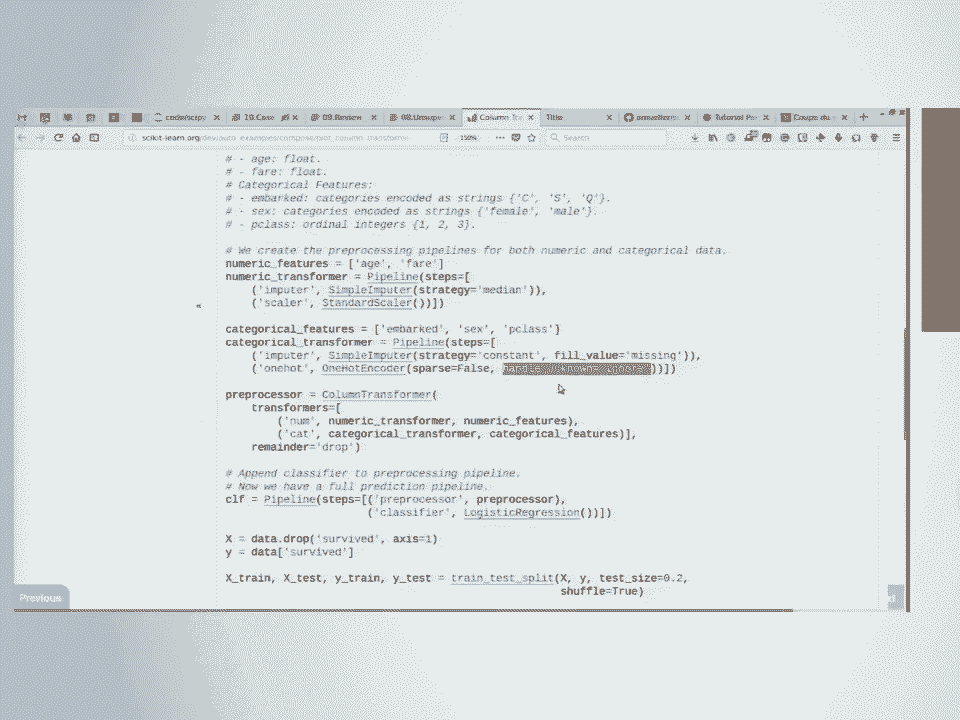 codes/scipy
10.Case
09.Review
08.Groupe
Column Tra
Title
Tutorial Per
Coupe du
scikit-learn.org/dev/auto_examples/compose/plot_column_transforme
150%
Search
# - age: float.
# - fare: float.
# Categorical Features:
# - embarked: categories encoded as strings {'C', 'S', 'Q'}.
# - sex: categories encoded as strings {'female', 'male'}.
# - pclass: ordinal integers {1, 2, 3}.
# We create the preprocessing pipelines for both numeric and categorical data.
numeric_features = ['age', 'fare']
numeric_transformer = Pipeline(steps=[
('imputer', SimpleImputer(strategy='median')),
('scaler', StandardScaler())])
«
categorical_features = ['embarked', 'sex', 'pclass']
categorical_transformer = Pipeline(steps=[
('imputer', SimpleImputer(strategy='constant', fill_value='missing')),
('onehot', OneHotEncoder(sparse=False, handle_unknown='ignore'))])
preprocessor = ColumnTransformer(
transformers=[
('num', numeric_transformer, numeric_features),
('cat', categorical_transformer, categorical_features)],
remainder='drop')
# Append classifier to preprocessing pipeline.
# Now we have a full prediction pipeline.
clf = Pipeline(steps=[('preprocessor', preprocessor),
('classifier', LogisticRegression())])
X = data.drop('survived', axis=1)
y = data['survived']
X_train, X_test, y_train, y_test = train_test_split(X, y, test_size=0.2,
shuffle=True)
Previous